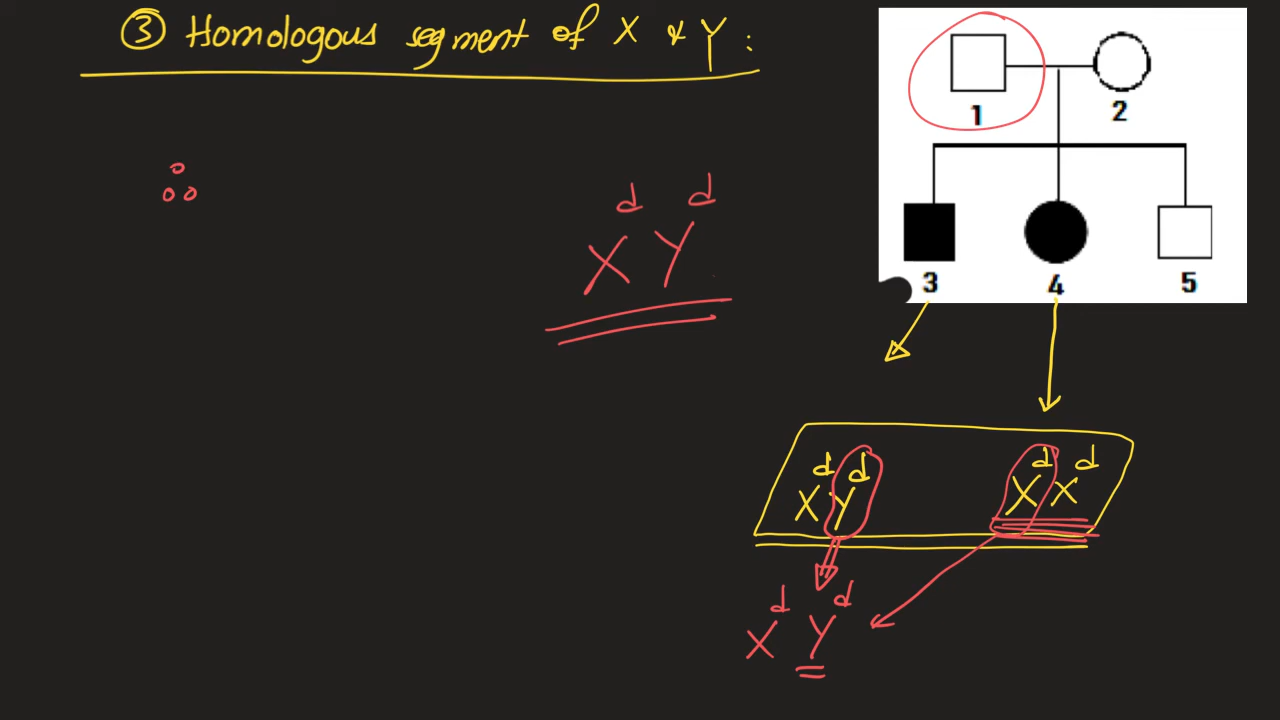 ③ Homologous segment of X & Y :
1 2
X^d Y^d
3 4 5
X^d Y^d X^d X^d
X^d Y^d